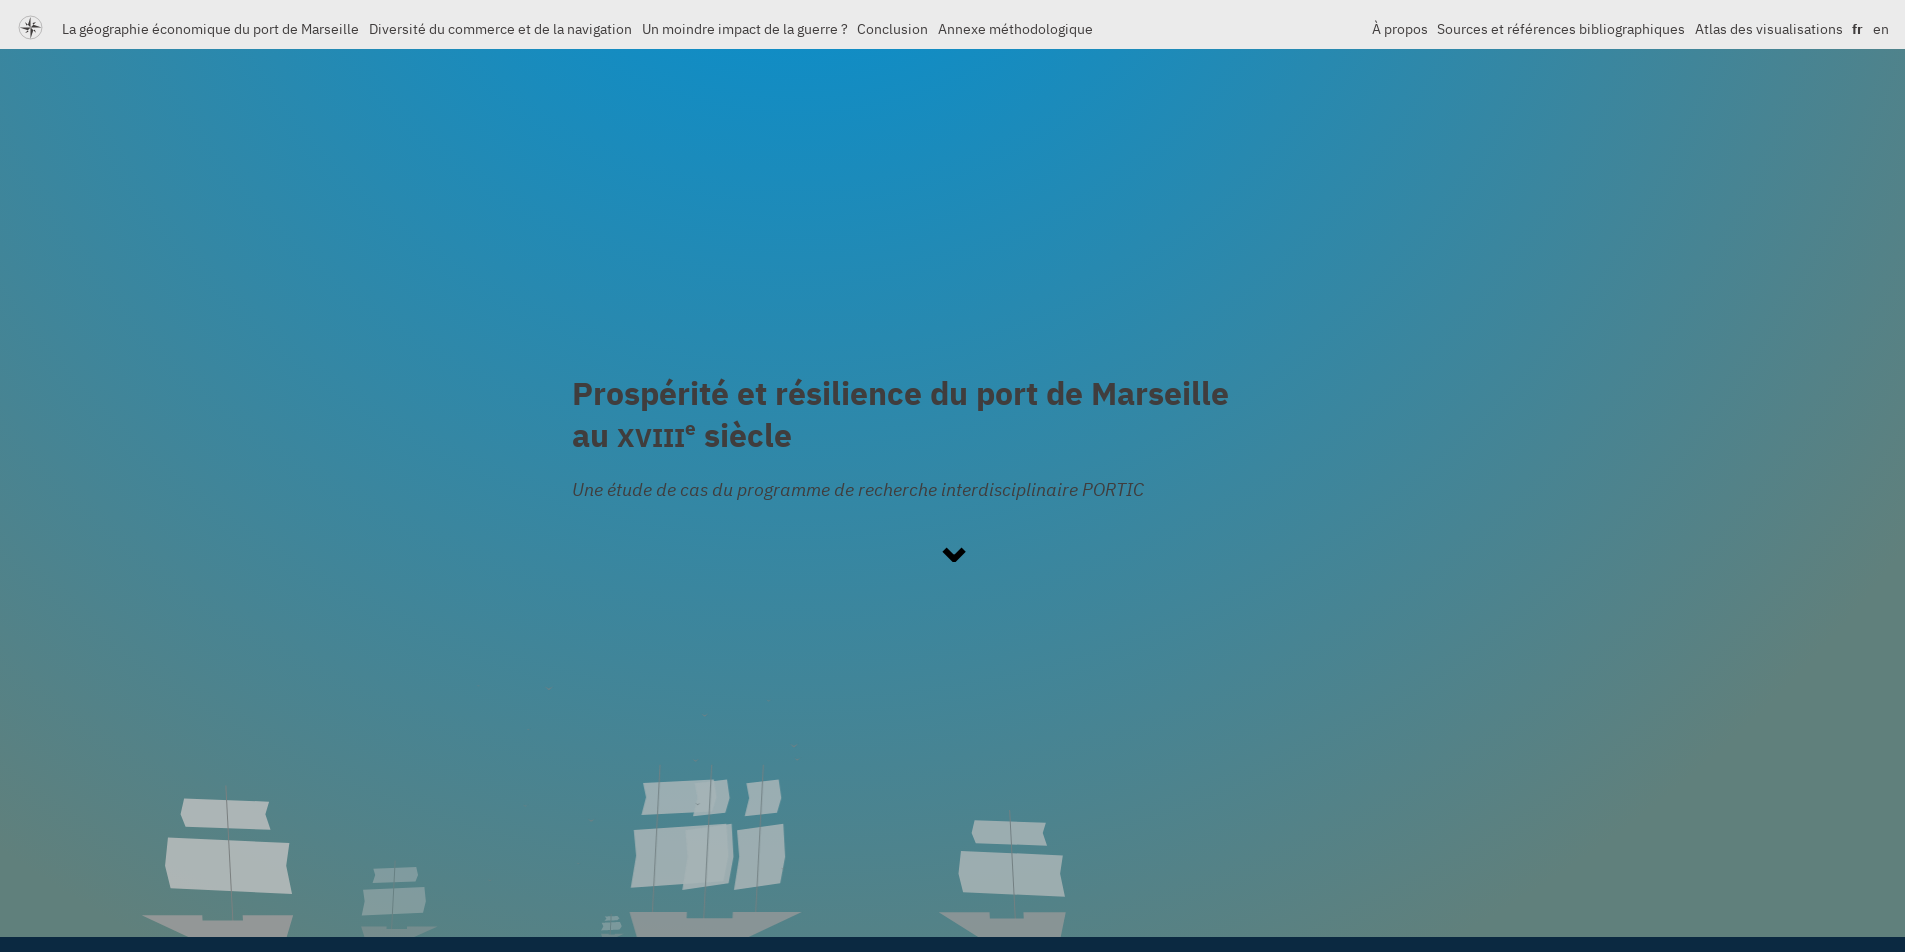 La géographie économique du port de Marseille Diversité du commerce et de la navigation Un moindre impact de la guerre ? Conclusion Annexe méthodologique À propos Sources et références bibliographiques Atlas des visualisations fr en
Prospérité et résilience du port de Marseille
au XVIIIe siècle
Une étude de cas du programme de recherche interdisciplinaire PORTIC